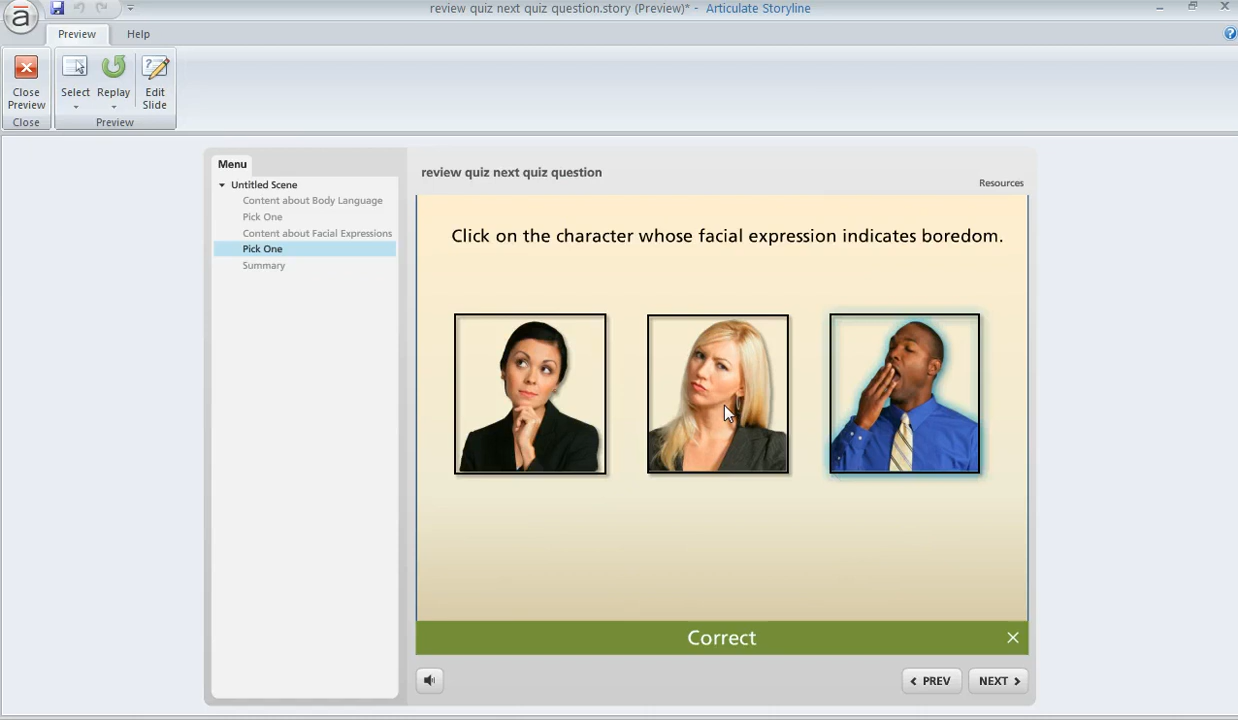 review quiz next quiz question.story (Preview)* - Articulate Storyline
Preview Help
Close Preview
Select
Replay
Edit Slide
Close
Preview
Menu
Untitled Scene
Content about Body Language
Pick One
Content about Facial Expressions
Pick One
Summary
review quiz next quiz question
Resources
Click on the character whose facial expression indicates boredom.
Correct
PREV
NEXT